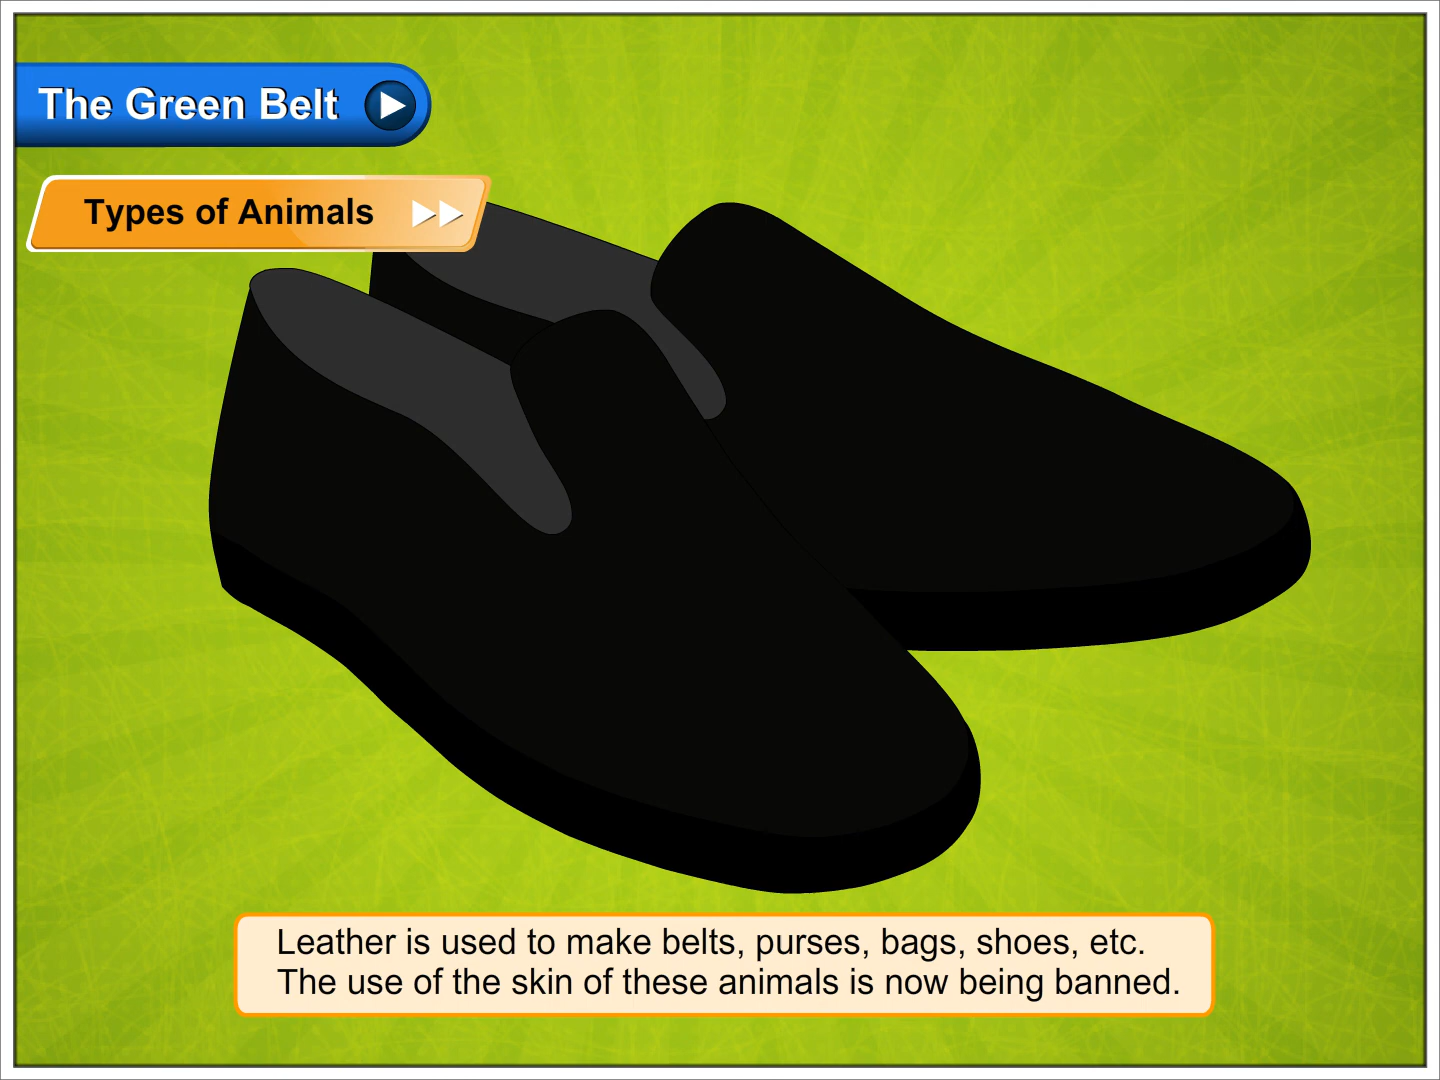 The Green Belt
Types of Animals
Leather is used to make belts, purses, bags, shoes, etc.
The use of the skin of these animals is now being banned.